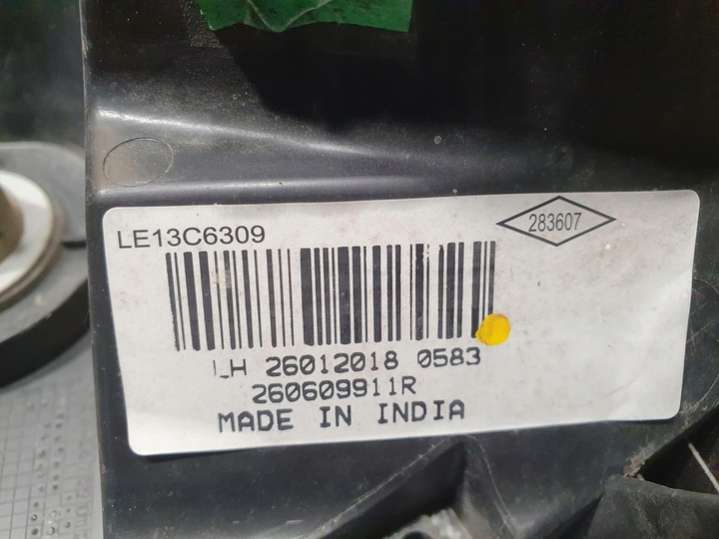 283607
LE13C6309
LH 26012018 0583
260609911R
MADE IN INDIA